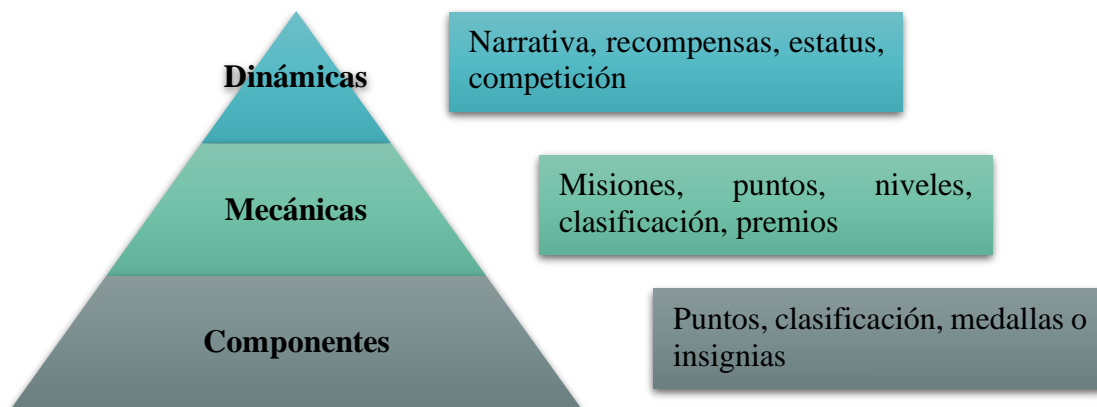 Dinámicas
Narrativa, recompensas, estatus,
competición
Mecánicas
Misiones, puntos, niveles,
clasificación, premios
Componentes
Puntos, clasificación, medallas o
insignias